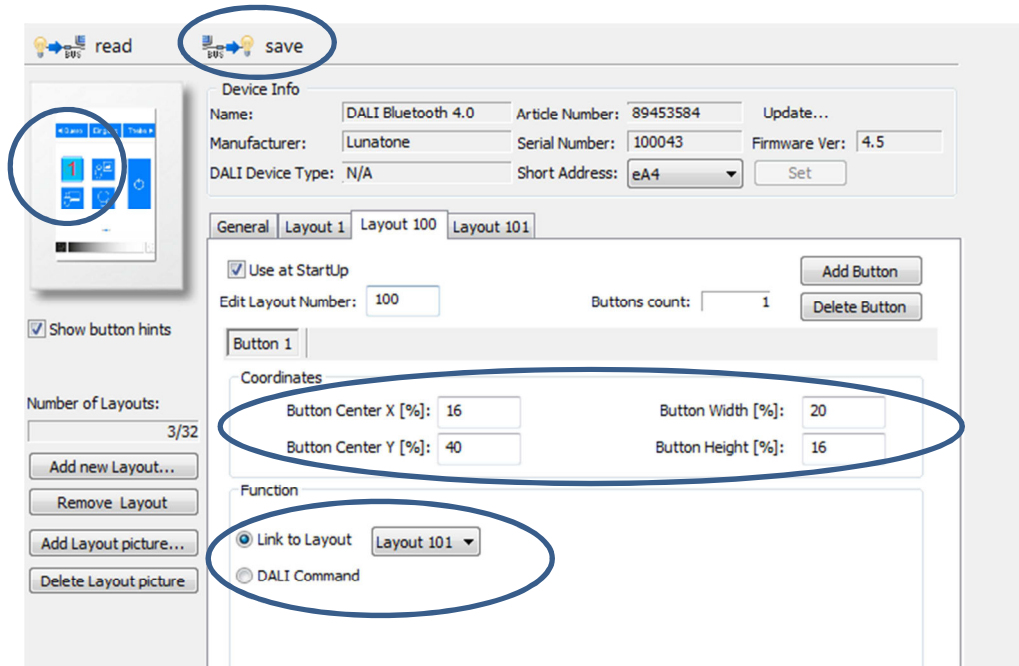 read save
Device Info
Name: DALI Bluetooth 4.0 Article Number: 89453584 Update...
Manufacturer: Lunatone Serial Number: 100043 Firmware Ver: 4.5
DALI Device Type: N/A Short Address: eA4 Set
General Layout 1 Layout 100 Layout 101
1
Use at StartUp Add Button
Edit Layout Number: 100 Buttons count: 1 Delete Button
Show button hints
Button 1
Coordinates
Number of Layouts:
Button Center X [%]: 16 Button Width [%]: 20
3/32
Button Center Y [%]: 40 Button Height [%]: 16
Add new Layout...
Remove Layout
Function
Add Layout picture...
Link to Layout Layout 101
Delete Layout picture
DALI Command